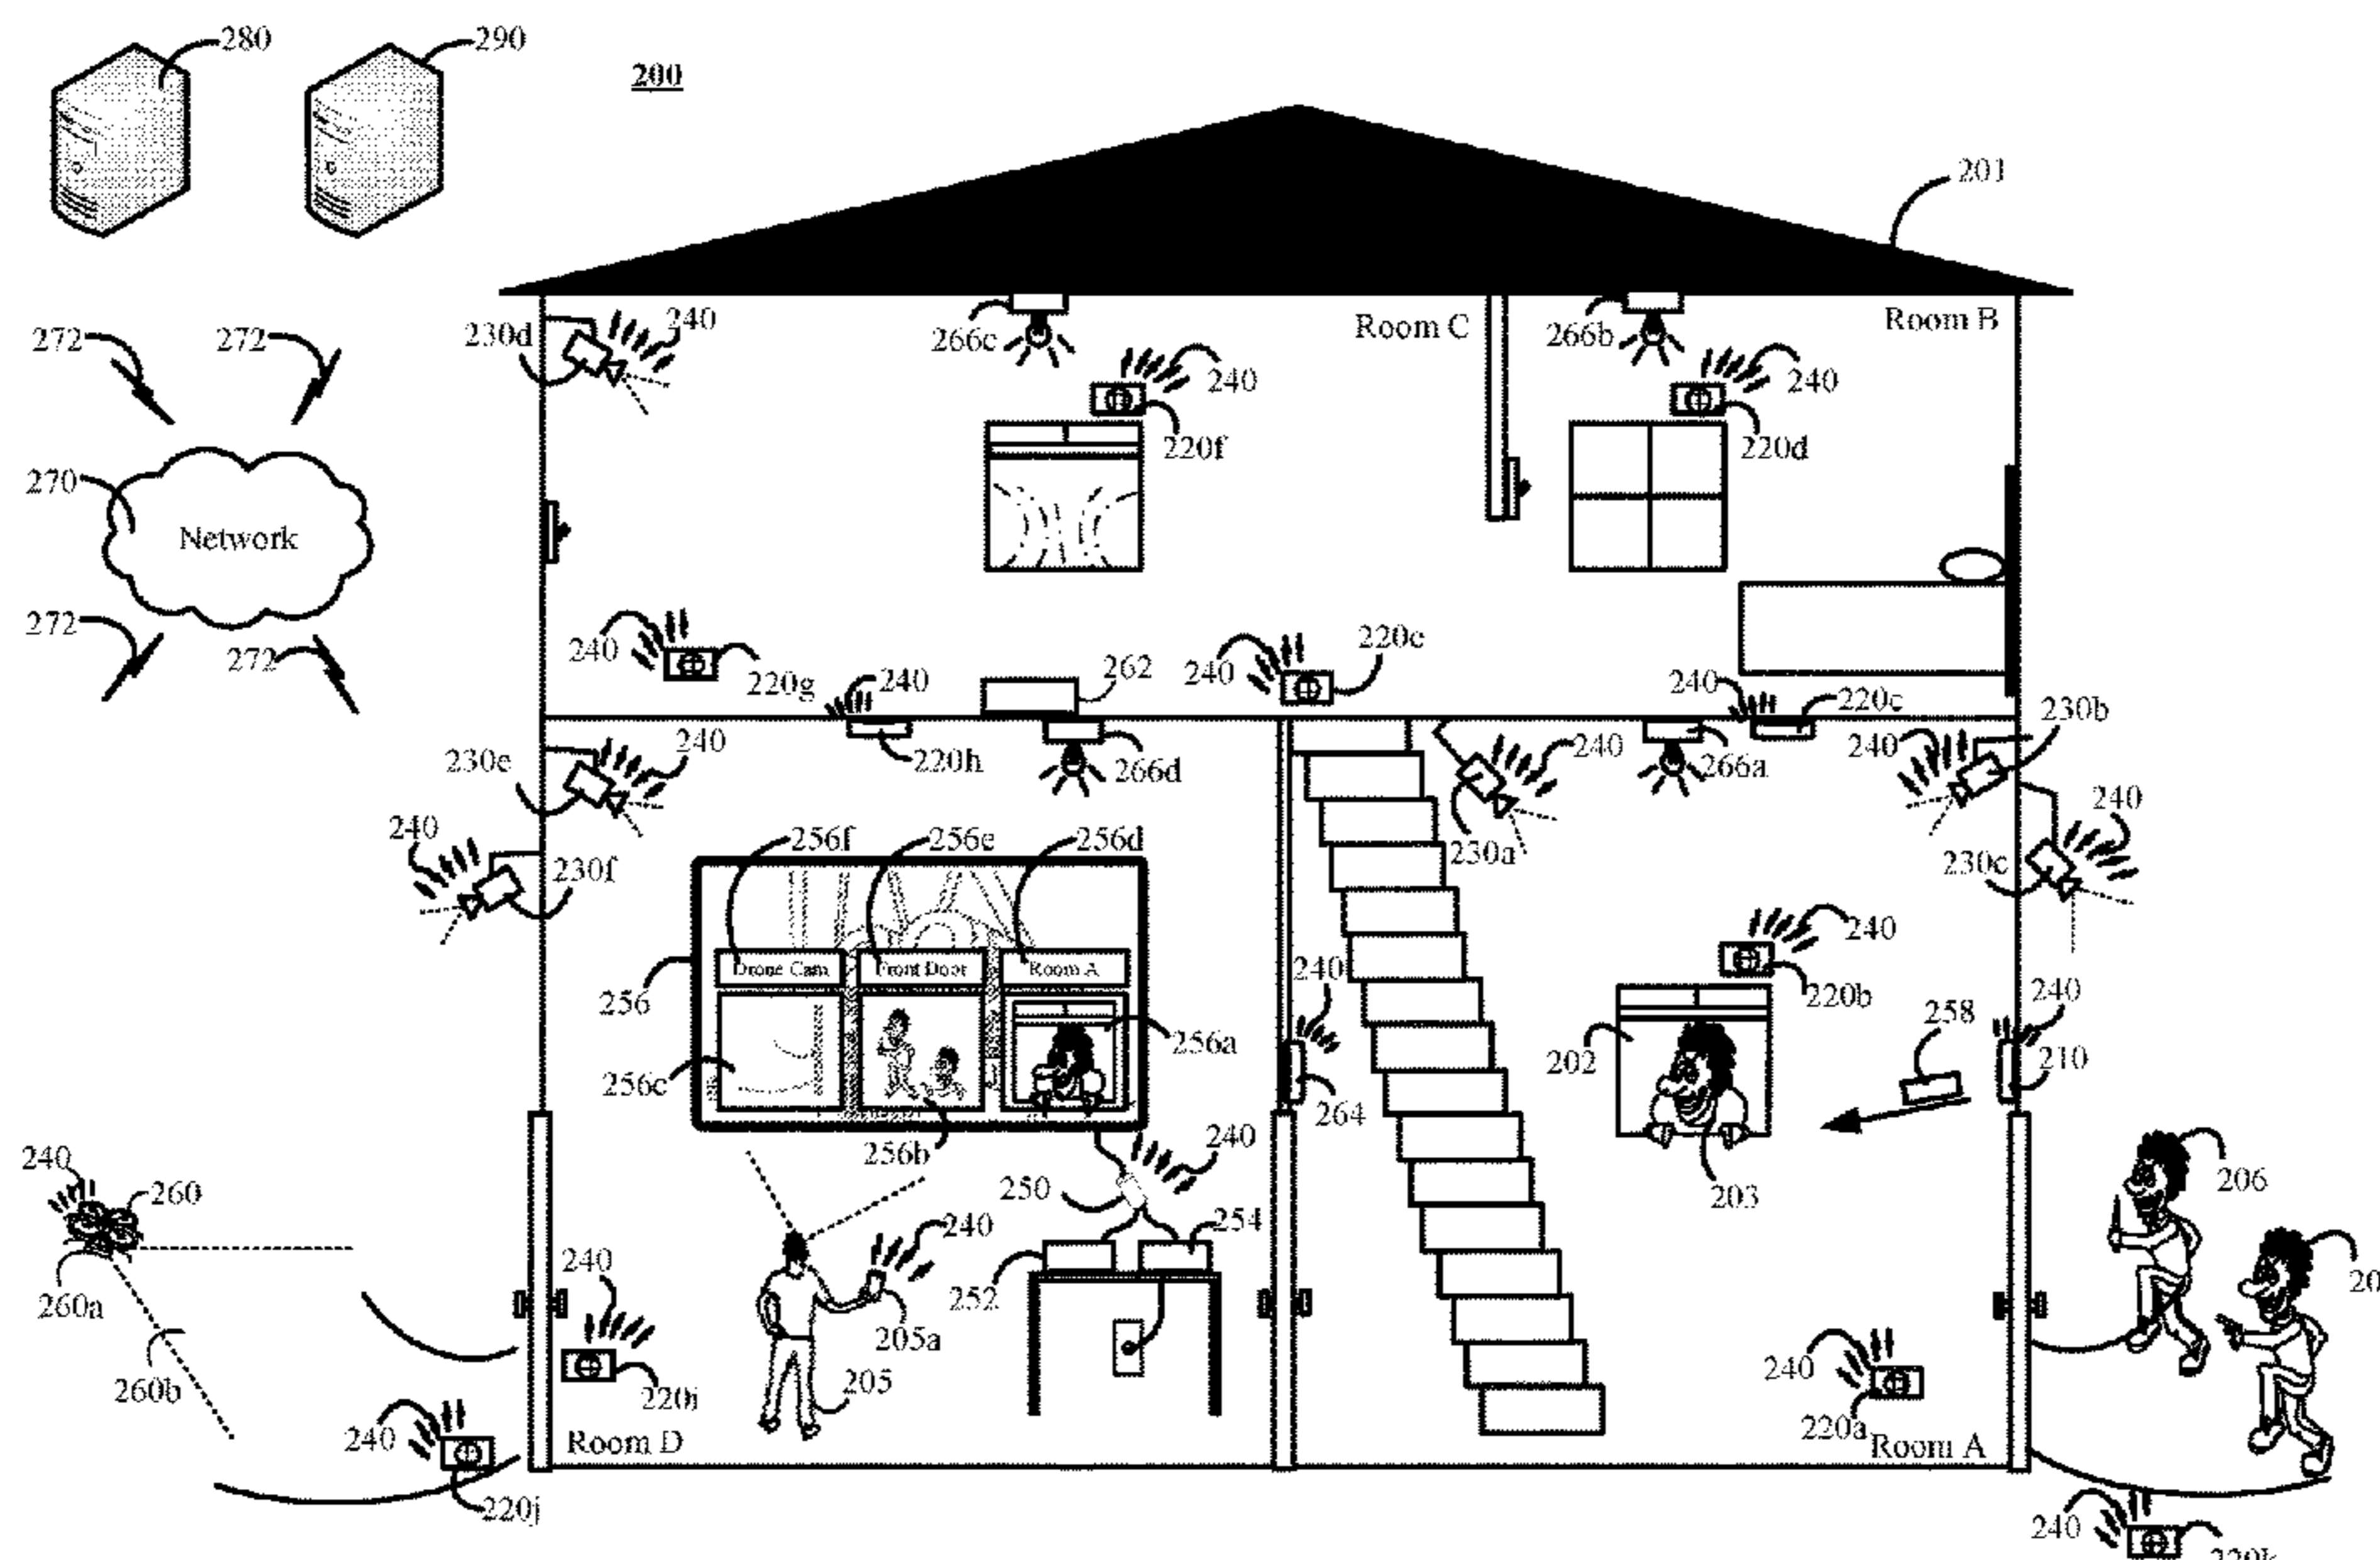 280
290
200
201
272
272
230d
240
266c
Room C
266b
Room B
240
240
270
220f
220d
Network
272
272
240
220g
240
262
240
220e
240
220c
230b
230e
240
220h
266d
240
266a
240
240
240
230f
256f
256e
256d
230a
230c
Drone Cam
Front Door
Room A
240
240
256
220b
240
258
202
256a
210
256c
264
256b
240
203
206
240
260
250
254
240
240
260a
252
205a
240
260b
220i
205
240
220a
240
Room D
Room A
220j
240